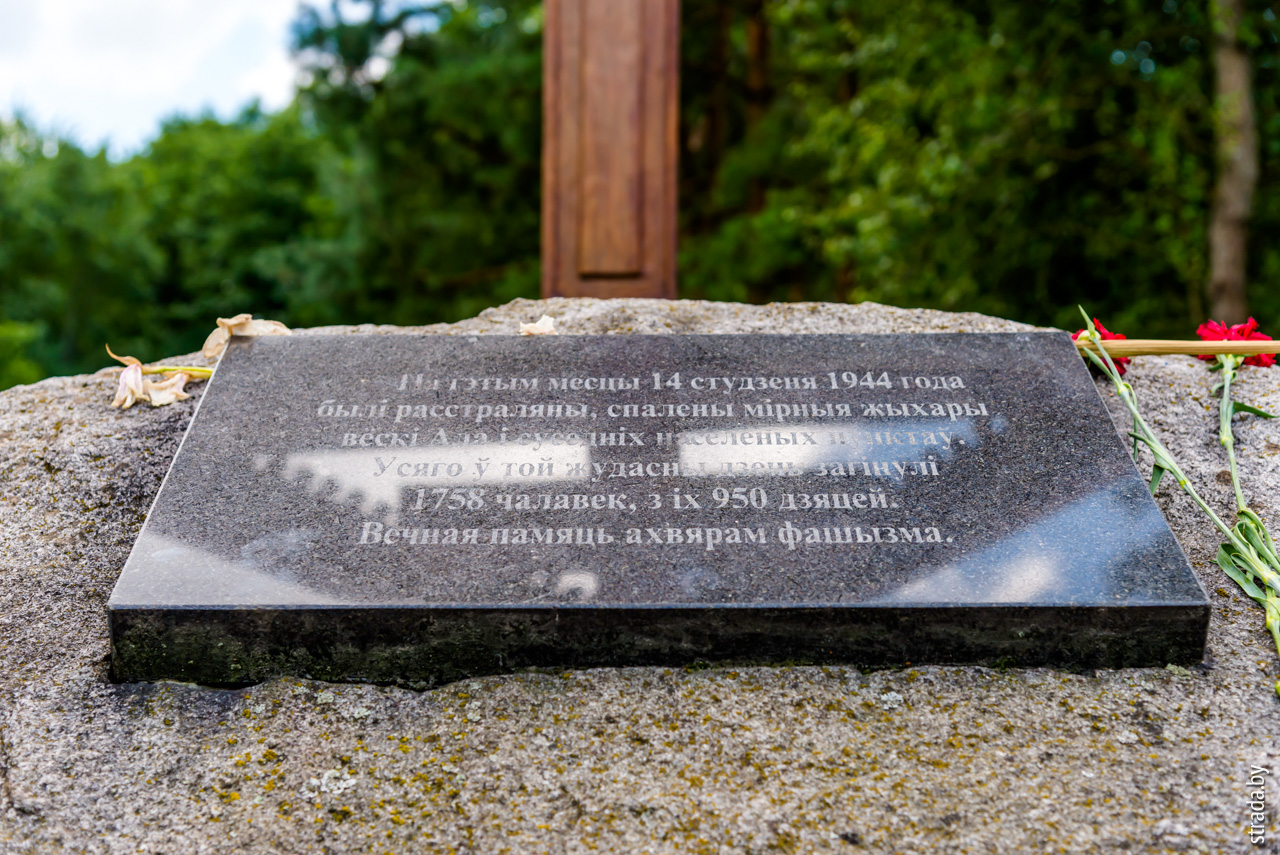 На гэтым месцы 14 студзеня 1944 года
былі расстраляны, спалены мірныя жыхары
вескі Ала і суседніх населеных пунктаў.
Усяго ў той жудасны дзень загінулі
1758 чалавек, з іх 950 дзяцей.
Вечная памяць ахвярам фашызма.
strada.by